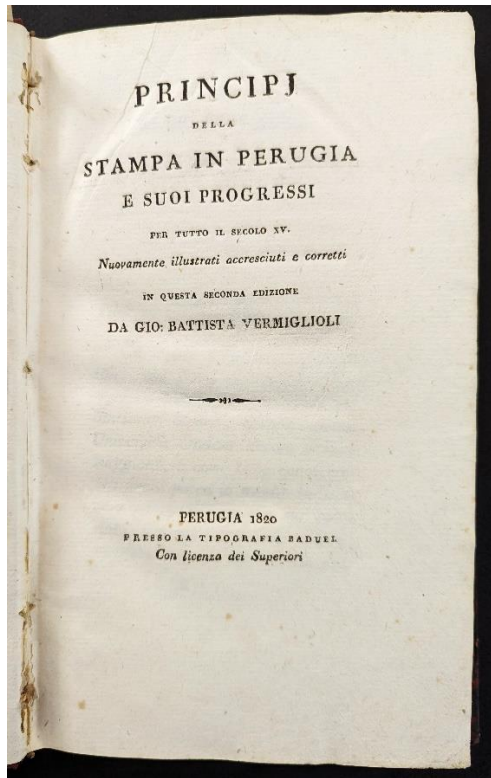 PRINCIPJ
DELLA
STAMPA IN PERUGIA
E SUOI PROGRESSI
PER TUTTO IL SECOLO XV.
Nuovamente illustrati accresciuti e corretti
IN QUESTA SECONDA EDIZIONE
DA GIO: BATTISTA VERMIGLIOLI
PERUGIA 1820
PRESSO LA TIPOGRAFIA BADUEL
Con licenza dei Superiori